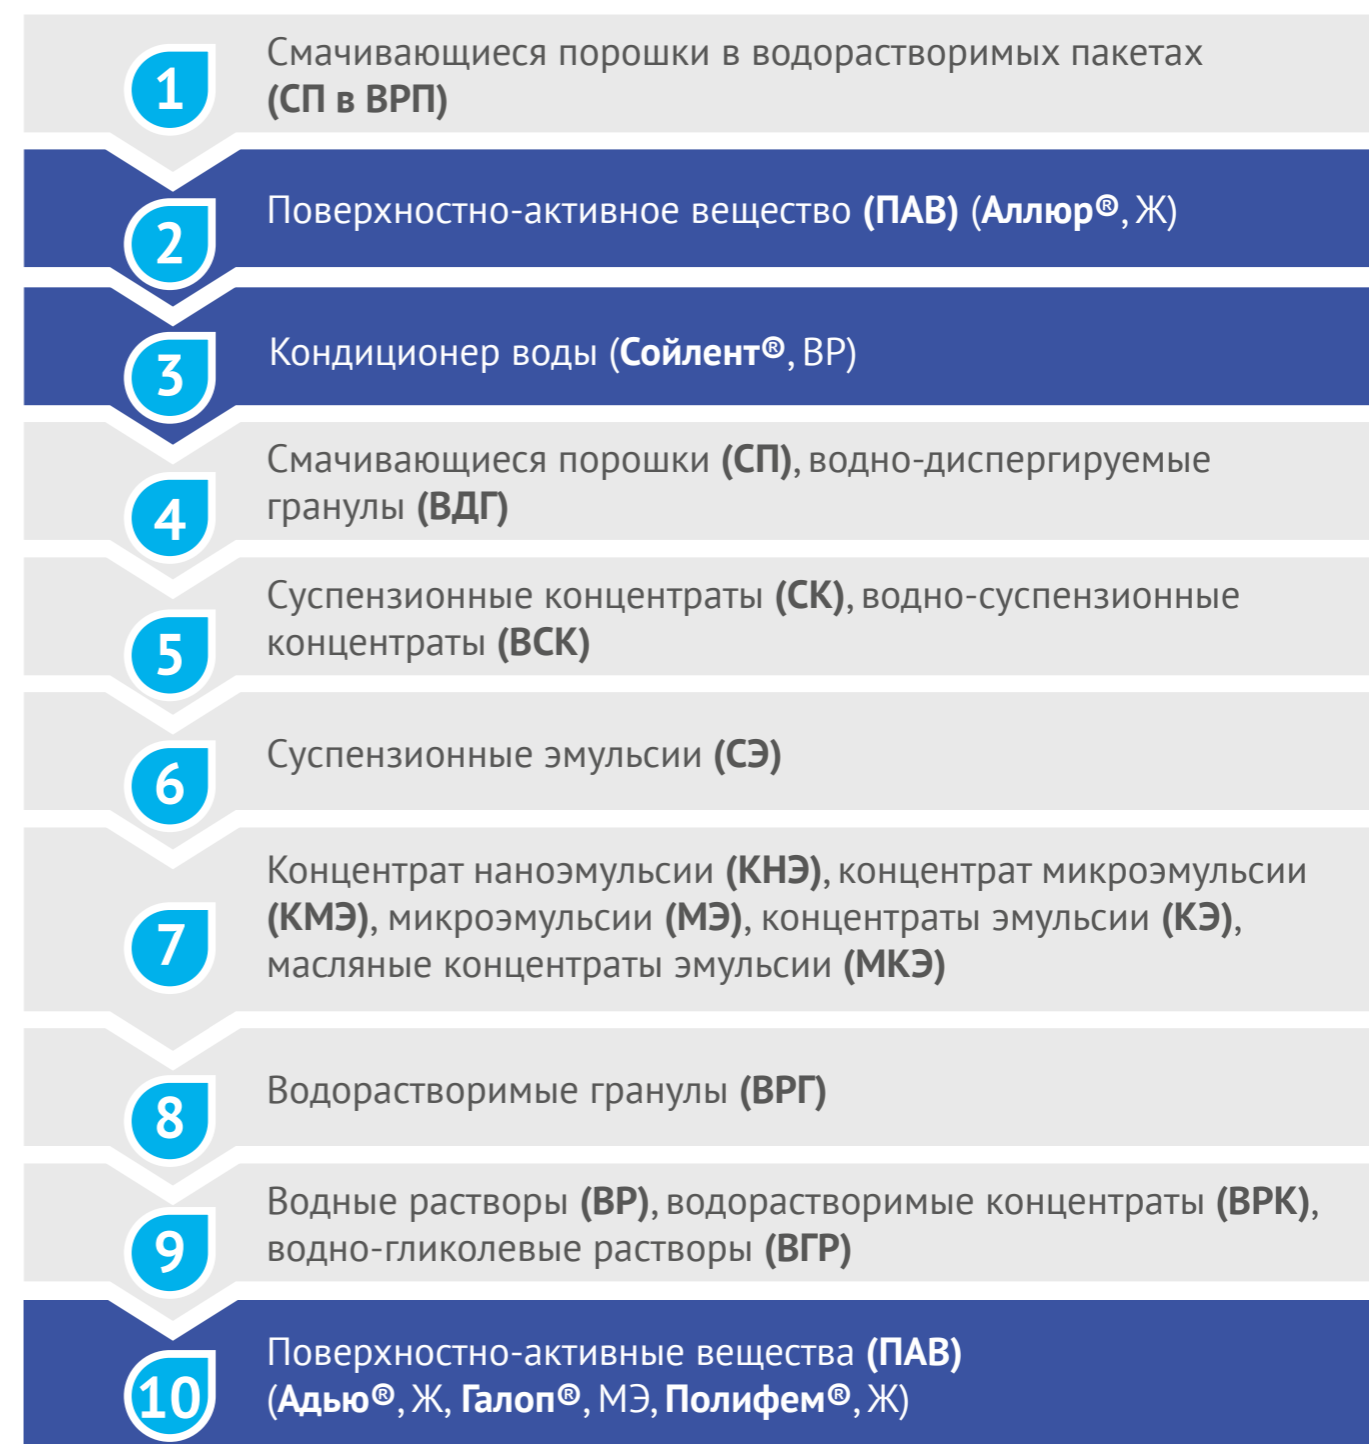 1
Смачивающиеся порошки в водорастворимых пакетах
(СП в ВРП)
2
Поверхностно-активное вещество (ПАВ) (Аллюр®, Ж)
3
Кондиционер воды (Сойлент®, ВР)
4
Смачивающиеся порошки (СП), водно-диспергируемые
гранулы (ВДГ)
5
Суспензионные концентраты (СК), водно-суспензионные
концентраты (ВСК)
6
Суспензионные эмульсии (СЭ)
7
Концентрат наноэмульсии (КНЭ), концентрат микроэмульсии
(КМЭ), микроэмульсии (МЭ), концентраты эмульсии (КЭ),
масляные концентраты эмульсии (МКЭ)
8
Водорастворимые гранулы (ВРГ)
9
Водные растворы (ВР), водорастворимые концентраты (ВРК),
водно-гликолевые растворы (ВГР)
10
Поверхностно-активные вещества (ПАВ)
(Адью®, Ж, Галоп®, МЭ, Полифем®, Ж)